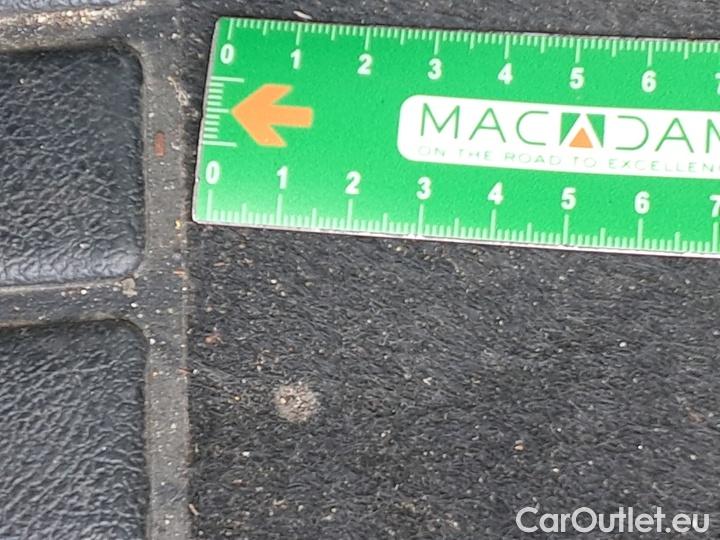 0 1 2 3 4 5 6 7
MACADAM
ON THE ROAD TO EXCELLEN
0 1 2 3 4 5 6 7
CarOutlet.eu